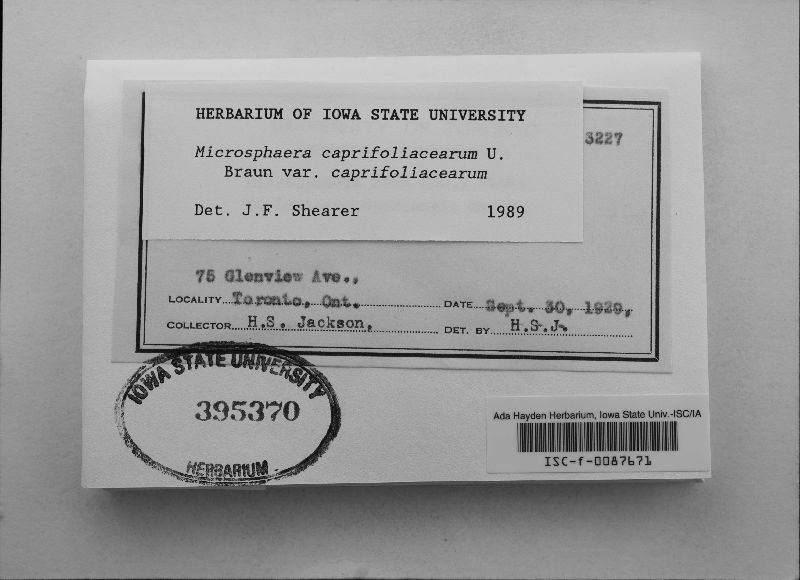 HERBARIUM OF IOWA STATE UNIVERSITY
3227
Microsphaera caprifoliacearum U.
Braun var. caprifoliacearum
Det. J.F. Shearer 1989
75 Glenview Ave.,
LOCALITY Toronto, Ont. DATE Sept. 30, 1929,
COLLECTOR H.S. Jackson, DET. BY H.S.J.
IOWA STATE UNIVERSITY
395370
HERBARIUM
Ada Hayden Herbarium, Iowa State Univ.-ISC/IA
ISC-f-0087671